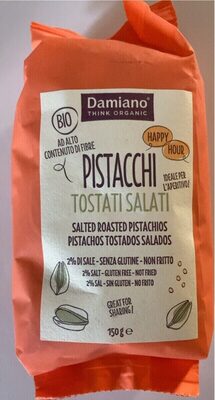 Damiano®
THINK ORGANIC
BIO
AD ALTO
CONTENUTO DI FIBRE
HAPPY
HOUR
IDEALE PER
L'APERITIVO!
PISTACCHI
TOSTATI SALATI
SALTED ROASTED PISTACHIOS
PISTACHOS TOSTADOS SALADOS
2% DI SALE - SENZA GLUTINE - NON FRITTO
2% SALT - GLUTEN FREE - NOT FRIED
2% SAL - SIN GLUTEN - NO FRITO
GREAT FOR
SHARING!
150g e